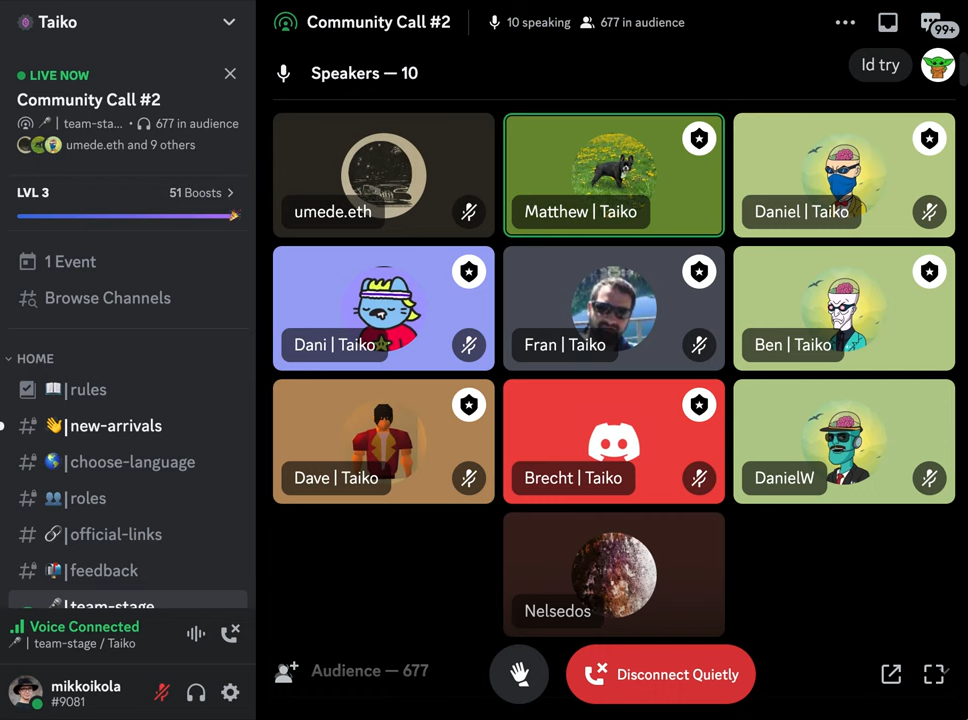 Taiko
LIVE NOW
Community Call #2
team-sta... • 677 in audience
umede.eth and 9 others
LVL 3
51 Boosts
1 Event
Browse Channels
HOME
|rules
|new-arrivals
|choose-language
|roles
|official-links
|feedback
|team-stage
Voice Connected
| team-stage / Taiko
mikkoikola
#9081
Community Call #2
10 speaking
677 in audience
99+
Speakers — 10
Id try
umede.eth
Matthew | Taiko
Daniel | Taiko
Dani | Taiko
Fran | Taiko
Ben | Taiko
Dave | Taiko
Brecht | Taiko
DanielW
Nelsedos
Audience — 677
Disconnect Quietly